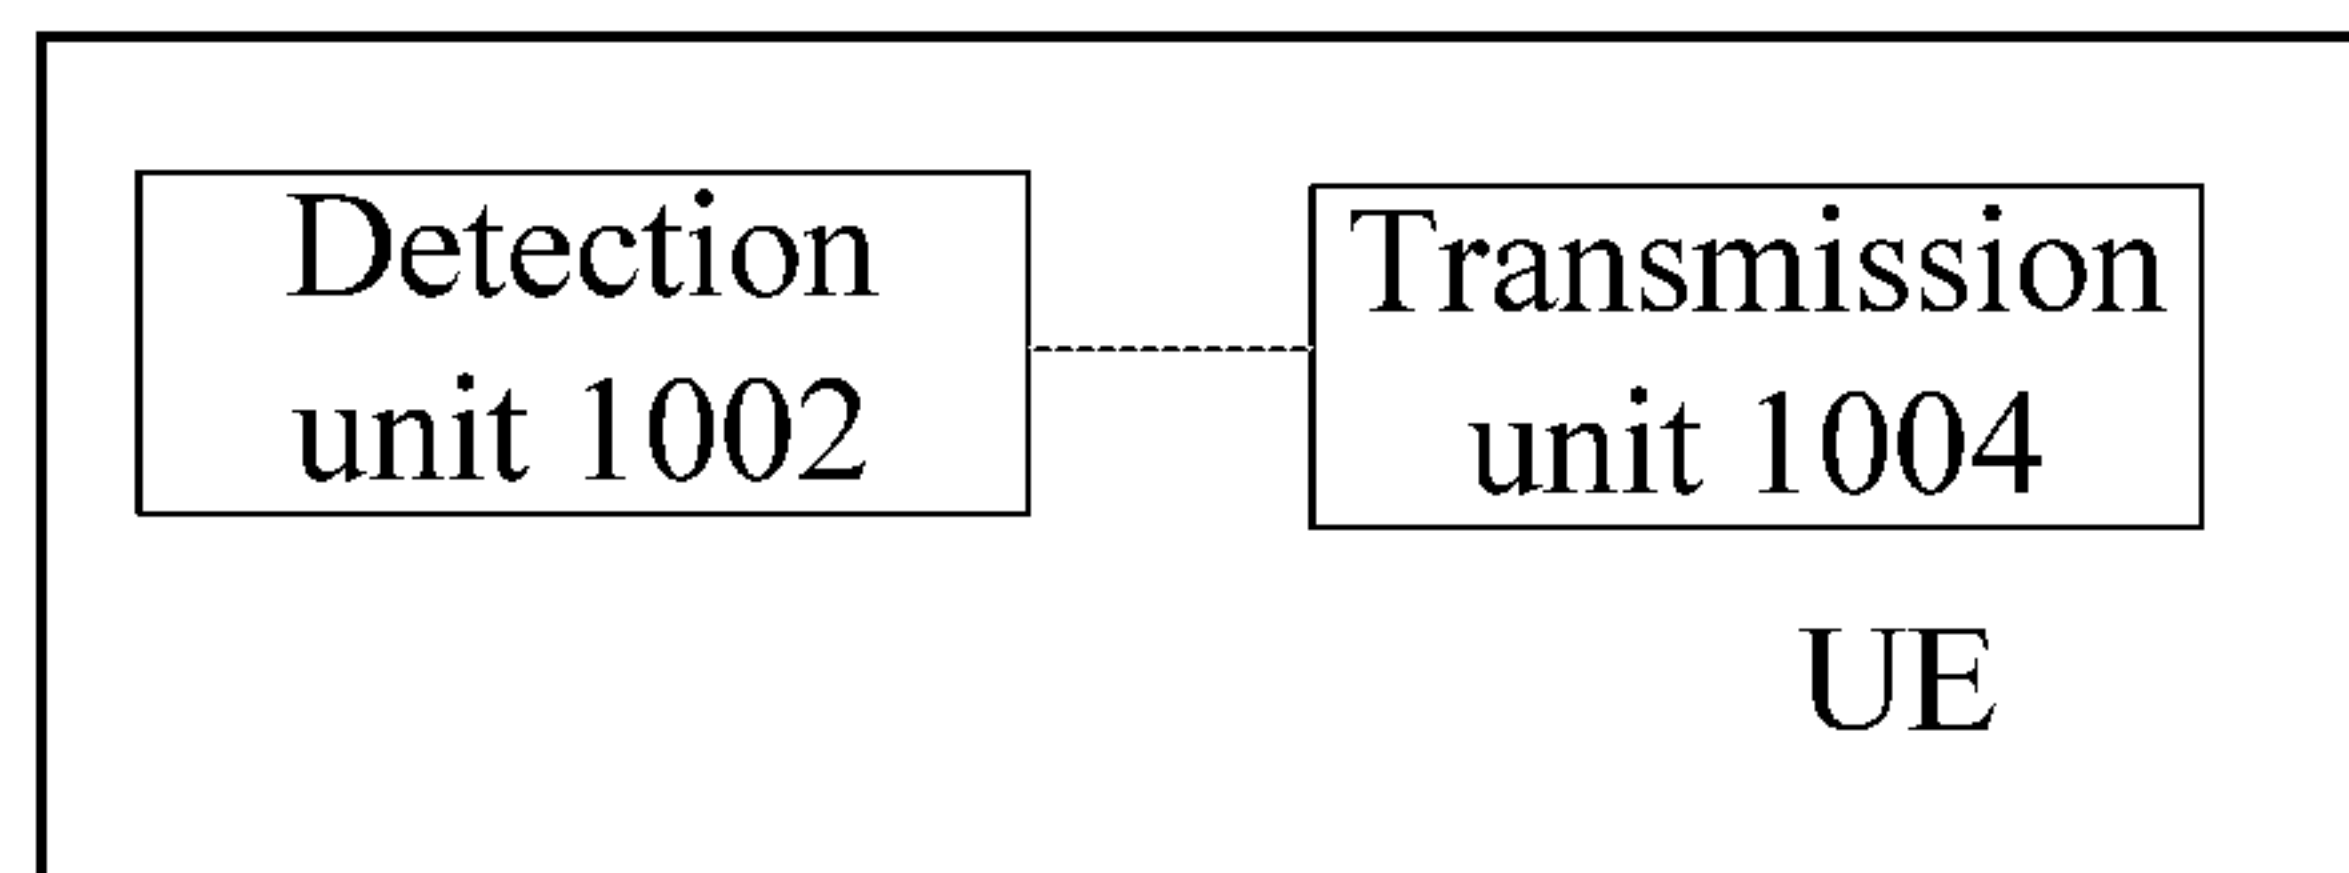 Detection
unit 1002
Transmission
unit 1004
UE